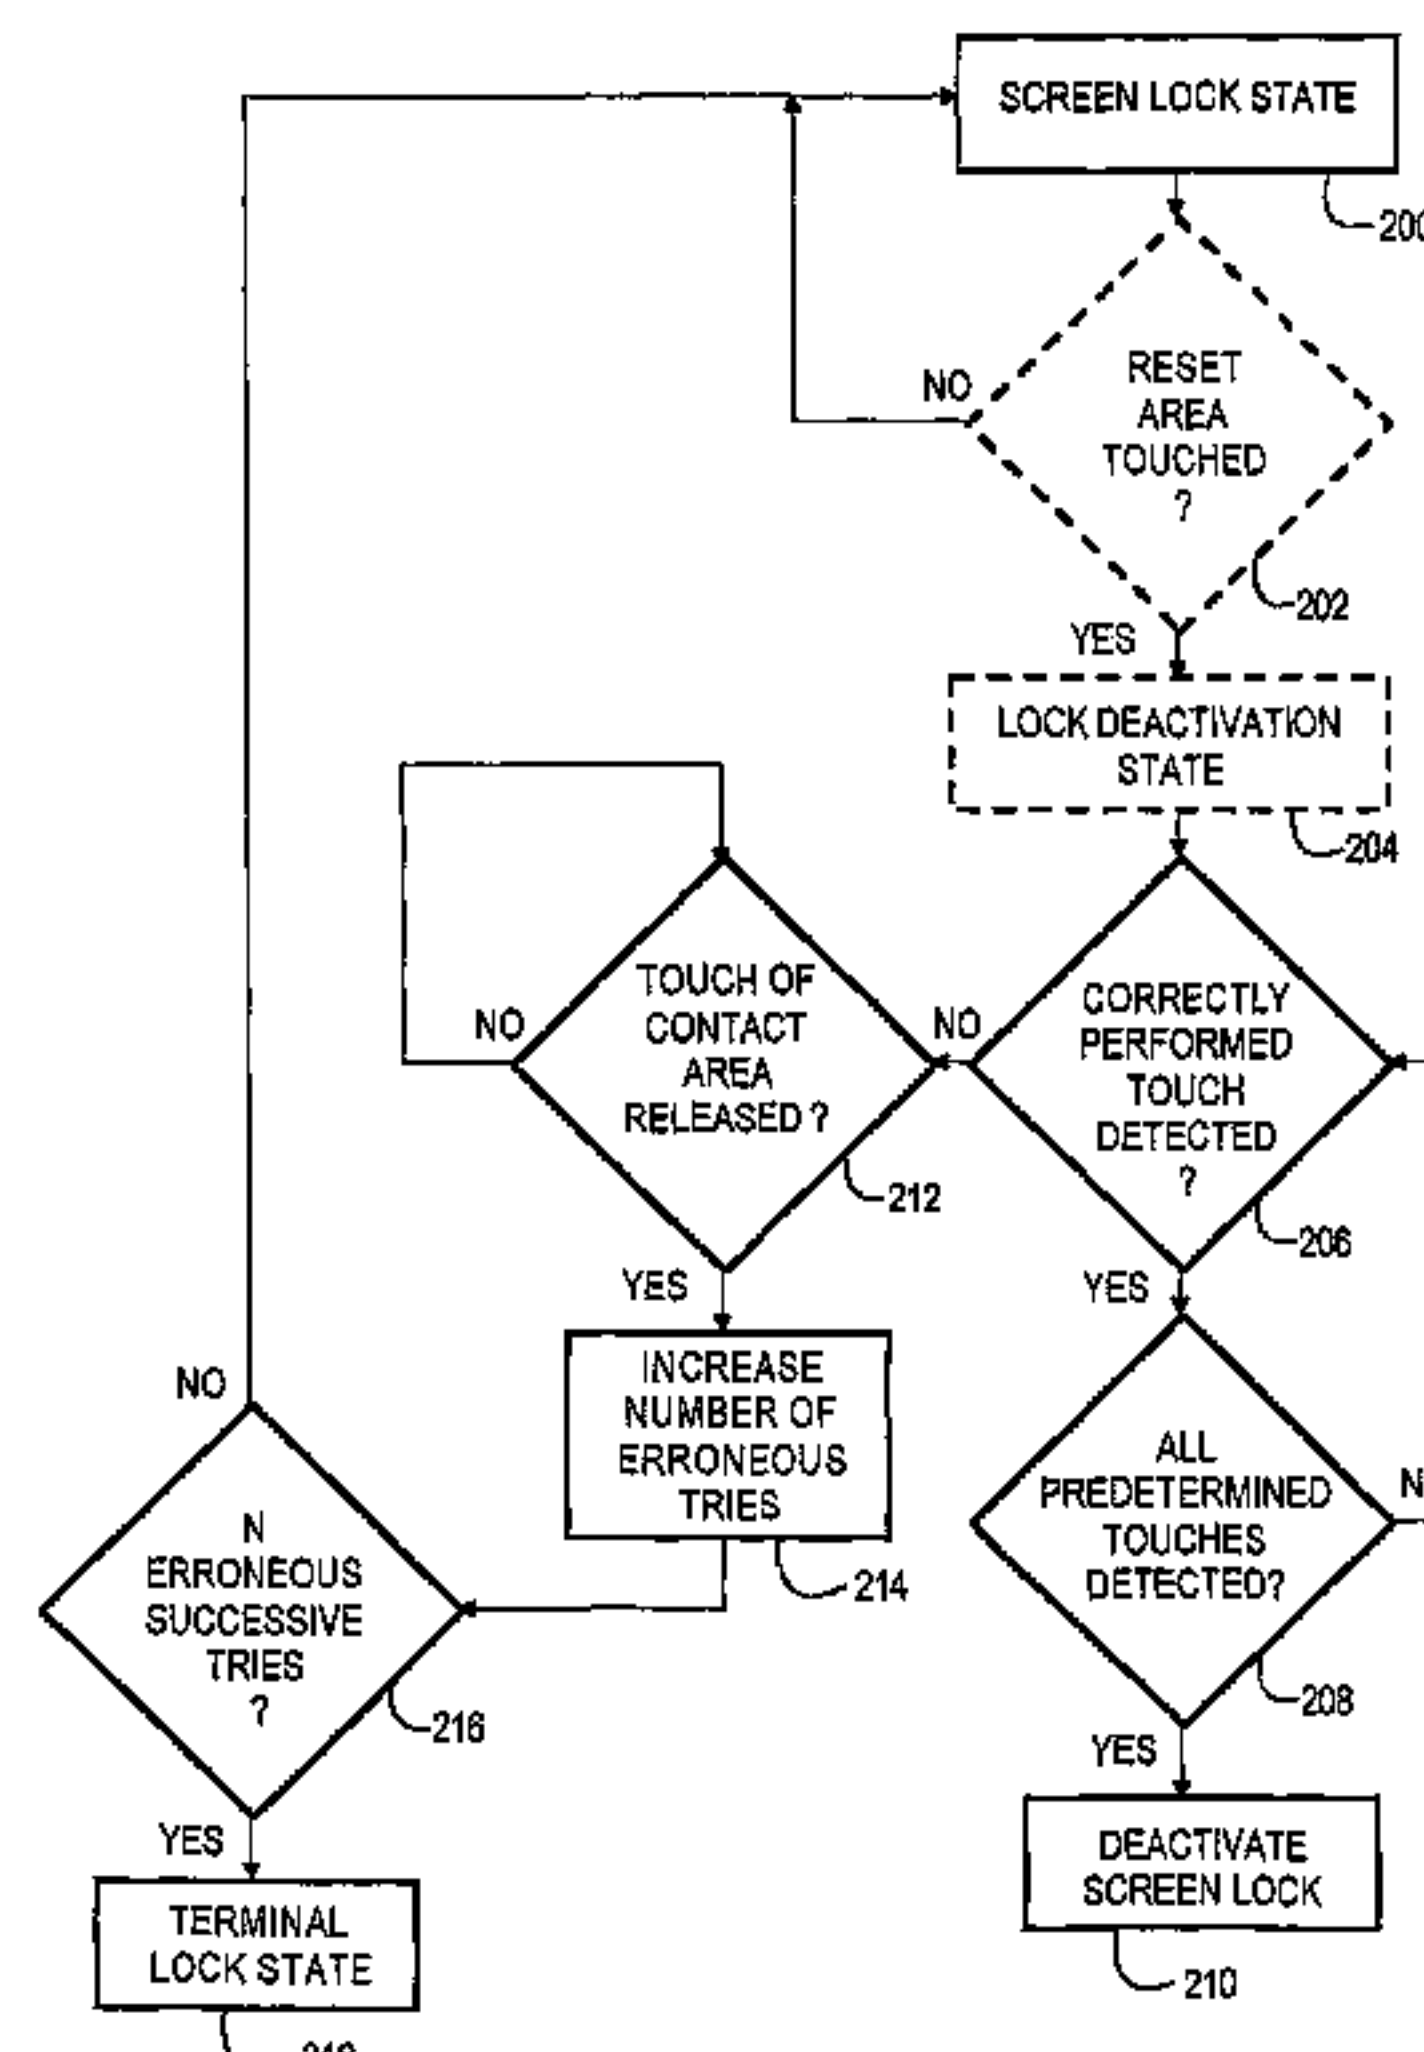 SCREEN LOCK STATE
200
RESET
AREA
TOUCHED
?
NO
202
YES
LOCK DEACTIVATION
STATE
204
TOUCH OF
CONTACT
AREA
RELEASED ?
NO
212
NO
CORRECTLY
PERFORMED
TOUCH
DETECTED
?
206
YES
YES
INCREASE
NUMBER OF
ERRONEOUS
TRIES
214
NO
N
ERRONEOUS
SUCCESSIVE
TRIES
?
216
ALL
PREDETERMINED
TOUCHES
DETECTED?
N
208
YES
YES
DEACTIVATE
SCREEN LOCK
210
TERMINAL
LOCK STATE